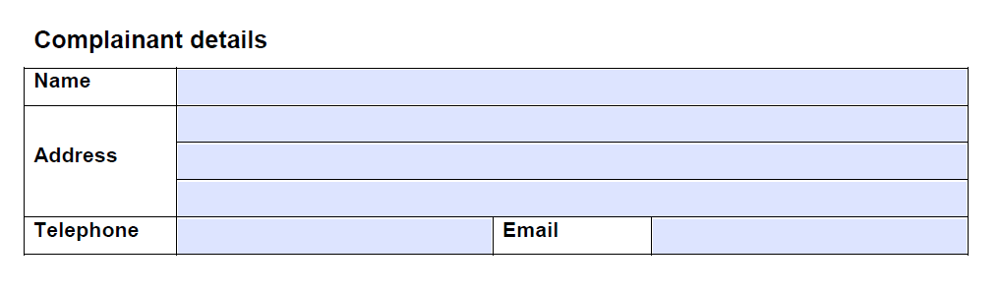 Complainant details
Name
Address
Telephone Email